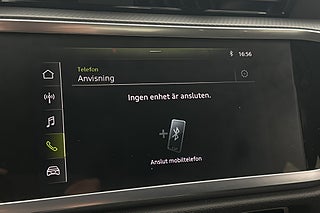 16:56
Telefon
Anvisning
Ingen enhet är ansluten.
Anslut mobiltelefon